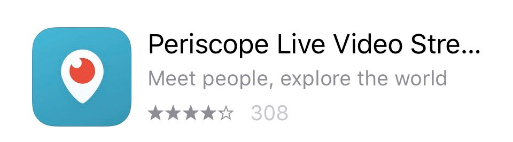 Periscope Live Video Stre...
Meet people, explore the world
308